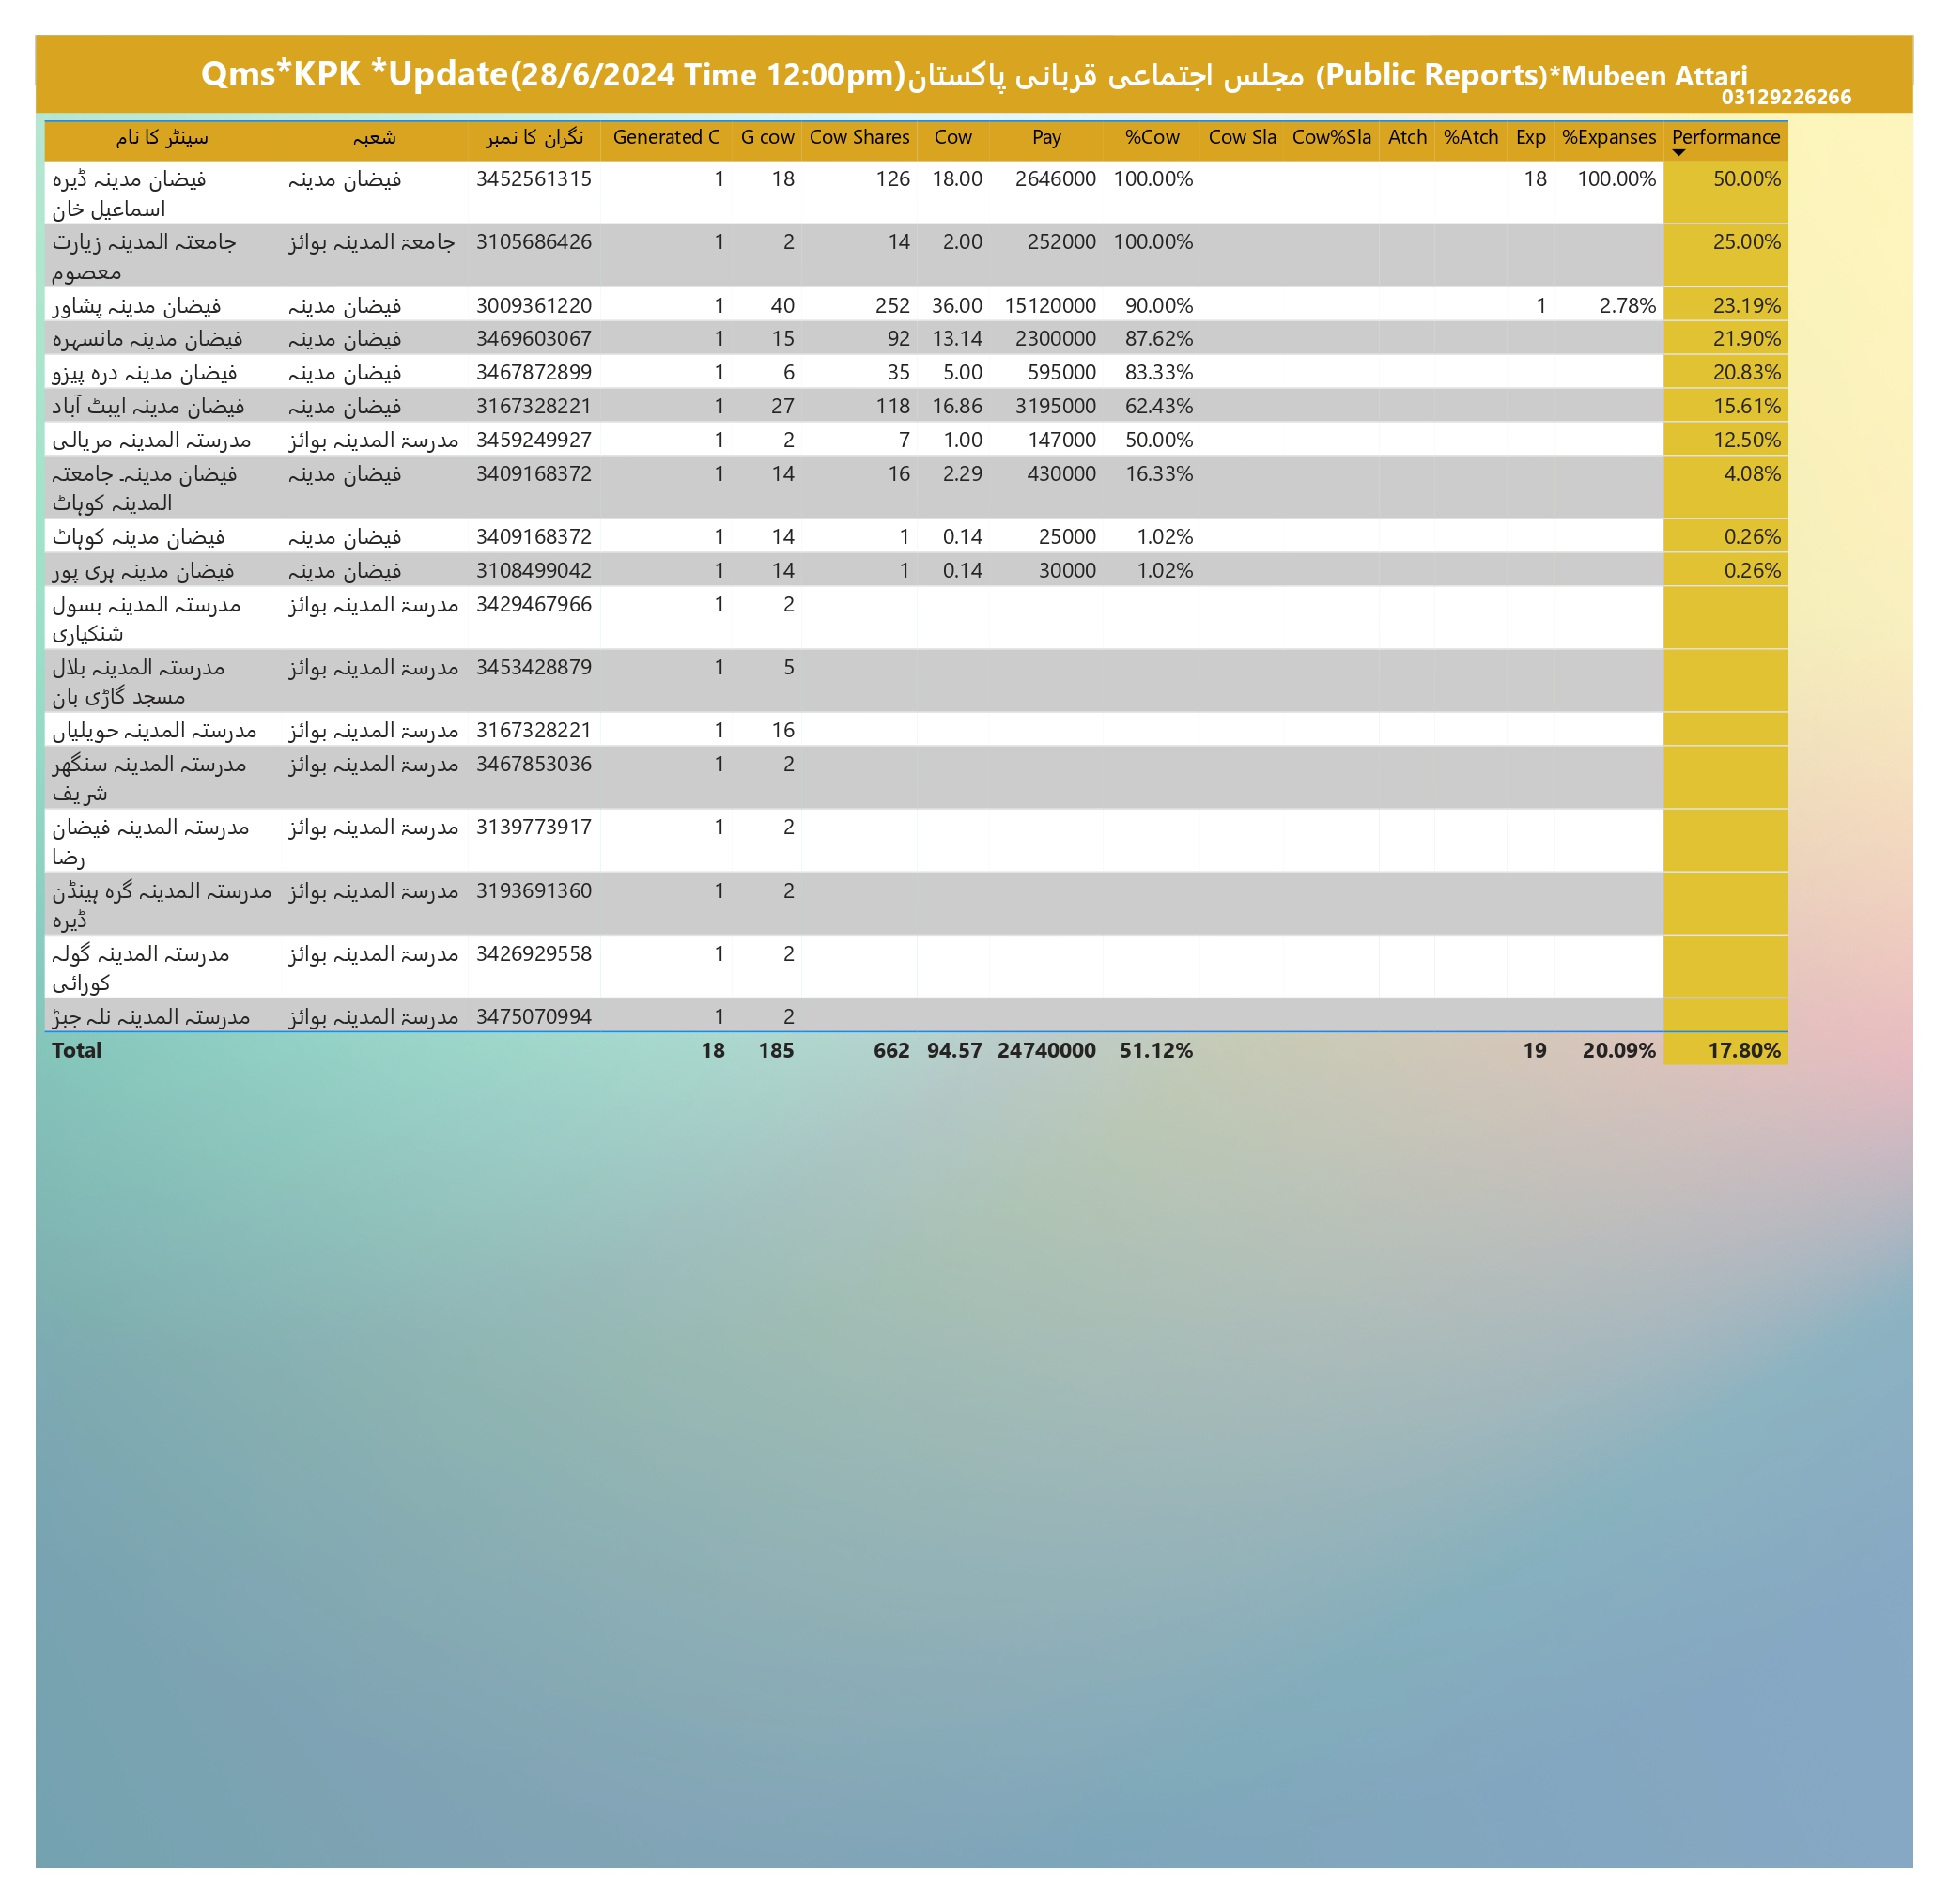 Qms*KPK *Update(28/6/2024 Time 12:00pm)مجلس اجتماعی قربانی پاکستان (Public Reports)*Mubeen Attari
03129226266
سینٹر کا نام شعبہ نگران کا نمبر Generated C G cow Cow Shares Cow Pay %Cow Cow Sla Cow%Sla Atch %Atch Exp %Expanses Performance
فیضان مدینہ ڈیرہ فیضان مدینہ 3452561315 1 18 126 18.00 2646000 100.00% 18 100.00% 50.00%
اسماعیل خان
جامعتہ المدینہ زیارت جامعۃ المدینہ بوائز 3105686426 1 2 14 2.00 252000 100.00% 25.00%
معصوم
فیضان مدینہ پشاور فیضان مدینہ 3009361220 1 40 252 36.00 15120000 90.00% 1 2.78% 23.19%
فیضان مدینہ مانسہرہ فیضان مدینہ 3469603067 1 15 92 13.14 2300000 87.62% 21.90%
فیضان مدینہ درہ پیزو فیضان مدینہ 3467872899 1 6 35 5.00 595000 83.33% 20.83%
فیضان مدینہ ایبٹ آباد فیضان مدینہ 3167328221 1 27 118 16.86 3195000 62.43% 15.61%
مدرستہ المدینہ مریالی مدرسۃ المدینہ بوائز 3459249927 1 2 7 1.00 147000 50.00% 12.50%
فیضان مدینہ۔ جامعتہ فیضان مدینہ 3409168372 1 14 16 2.29 430000 16.33% 4.08%
المدینہ کوہاٹ
فیضان مدینہ کوہاٹ فیضان مدینہ 3409168372 1 14 1 0.14 25000 1.02% 0.26%
فیضان مدینہ ہری پور فیضان مدینہ 3108499042 1 14 1 0.14 30000 1.02% 0.26%
مدرستہ المدینہ بسول مدرسۃ المدینہ بوائز 3429467966 1 2
شنکیاری
مدرستہ المدینہ بلال مدرسۃ المدینہ بوائز 3453428879 1 5
مسجد گاڑی بان
مدرستہ المدینہ حویلیاں مدرسۃ المدینہ بوائز 3167328221 1 16
مدرستہ المدینہ سنگھر مدرسۃ المدینہ بوائز 3467853036 1 2
شریف
مدرستہ المدینہ فیضان مدرسۃ المدینہ بوائز 3139773917 1 2
رضا
مدرستہ المدینہ گرہ ہینڈن مدرسۃ المدینہ بوائز 3193691360 1 2
ڈیرہ
مدرستہ المدینہ گولہ مدرسۃ المدینہ بوائز 3426929558 1 2
کورائی
مدرستہ المدینہ نلہ جبڑ مدرسۃ المدینہ بوائز 3475070994 1 2
Total 18 185 662 94.57 24740000 51.12% 19 20.09% 17.80%